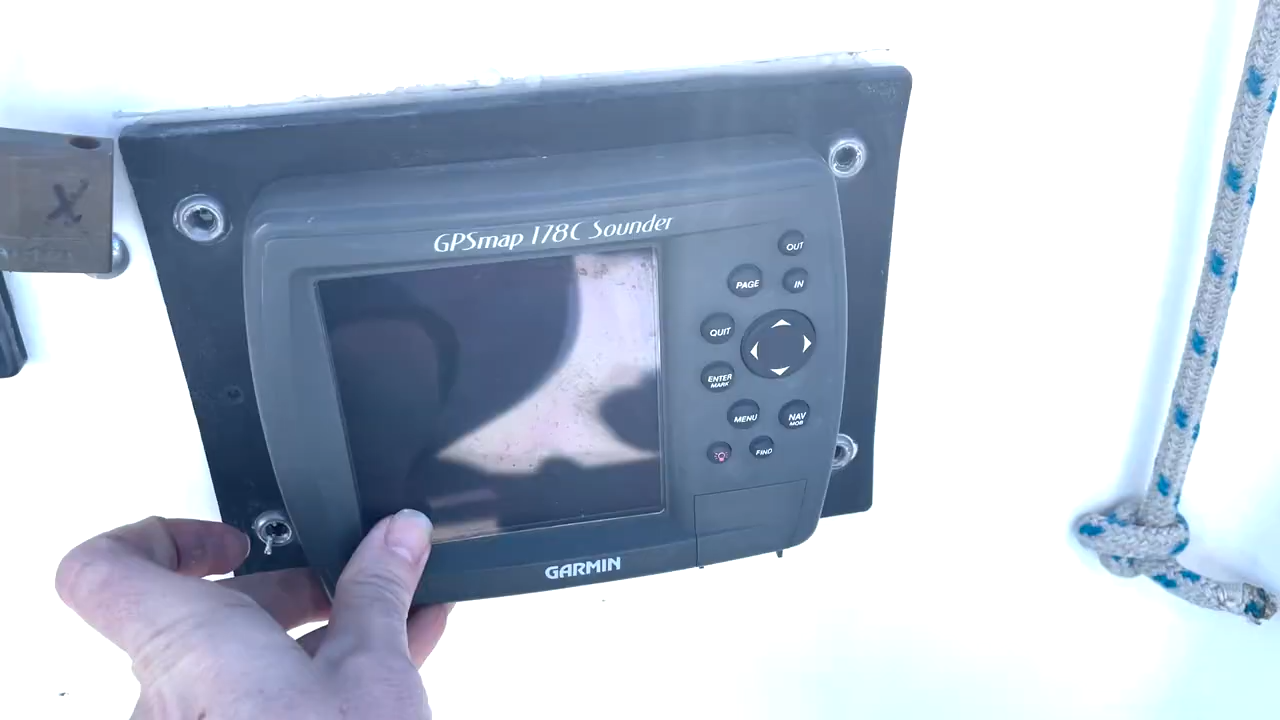 X
GPSmap 178C Sounder
OUT
PAGE
IN
QUIT
ENTER
MARK
MENU
NAV
MOB
FIND
GARMIN